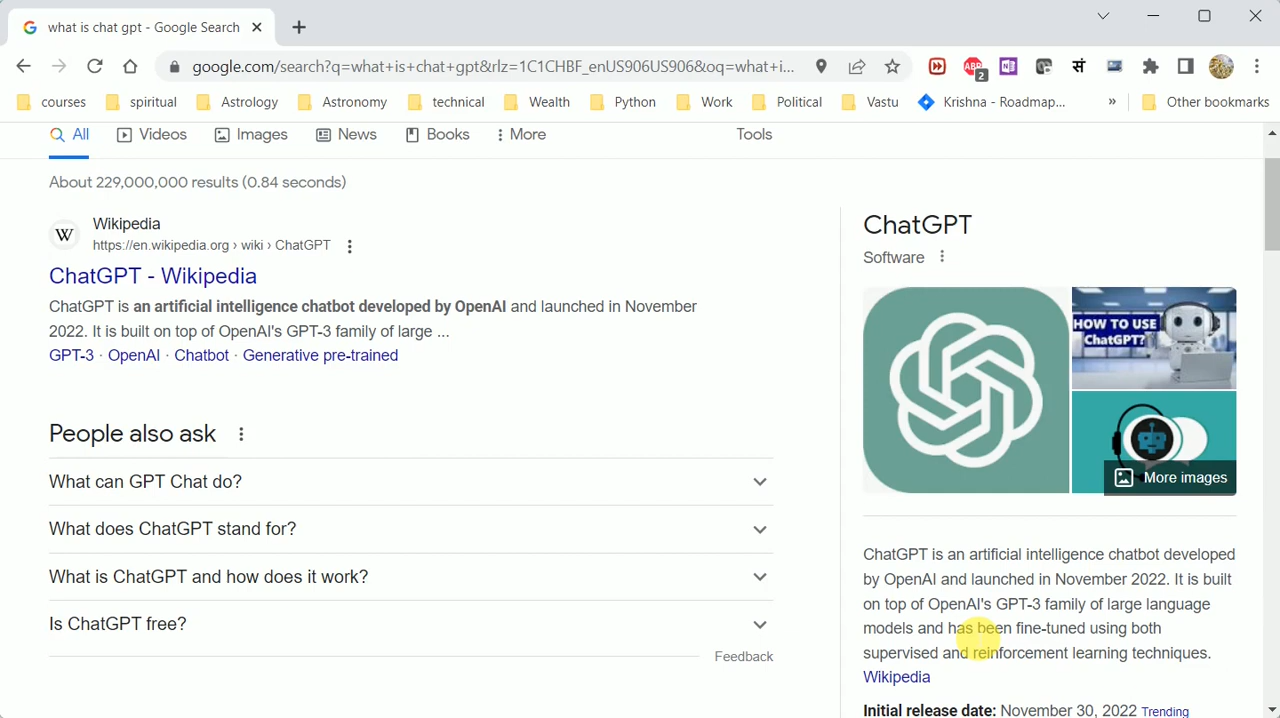 what is chat gpt - Google Search
google.com/search?q=what+is+chat+gpt&rlz=1C1CHBF_enUS906US906&oq=what+i...
ABP
2
सं
courses
spiritual
Astrology
Astronomy
technical
Wealth
Python
Work
Political
Vastu
Krishna - Roadmap...
»
Other bookmarks
All
Videos
Images
News
Books
More
Tools
About 229,000,000 results (0.84 seconds)
W
Wikipedia
https://en.wikipedia.org › wiki › ChatGPT
ChatGPT - Wikipedia
ChatGPT is an artificial intelligence chatbot developed by OpenAI and launched in November
2022. It is built on top of OpenAI's GPT-3 family of large ...
GPT-3 · OpenAI · Chatbot · Generative pre-trained
People also ask
What can GPT Chat do?
What does ChatGPT stand for?
What is ChatGPT and how does it work?
Is ChatGPT free?
Feedback
ChatGPT
Software
HOW TO USE
ChatGPT?
More images
ChatGPT is an artificial intelligence chatbot developed
by OpenAI and launched in November 2022. It is built
on top of OpenAI's GPT-3 family of large language
models and has been fine-tuned using both
supervised and reinforcement learning techniques.
Wikipedia
Initial release date: November 30, 2022 Trending